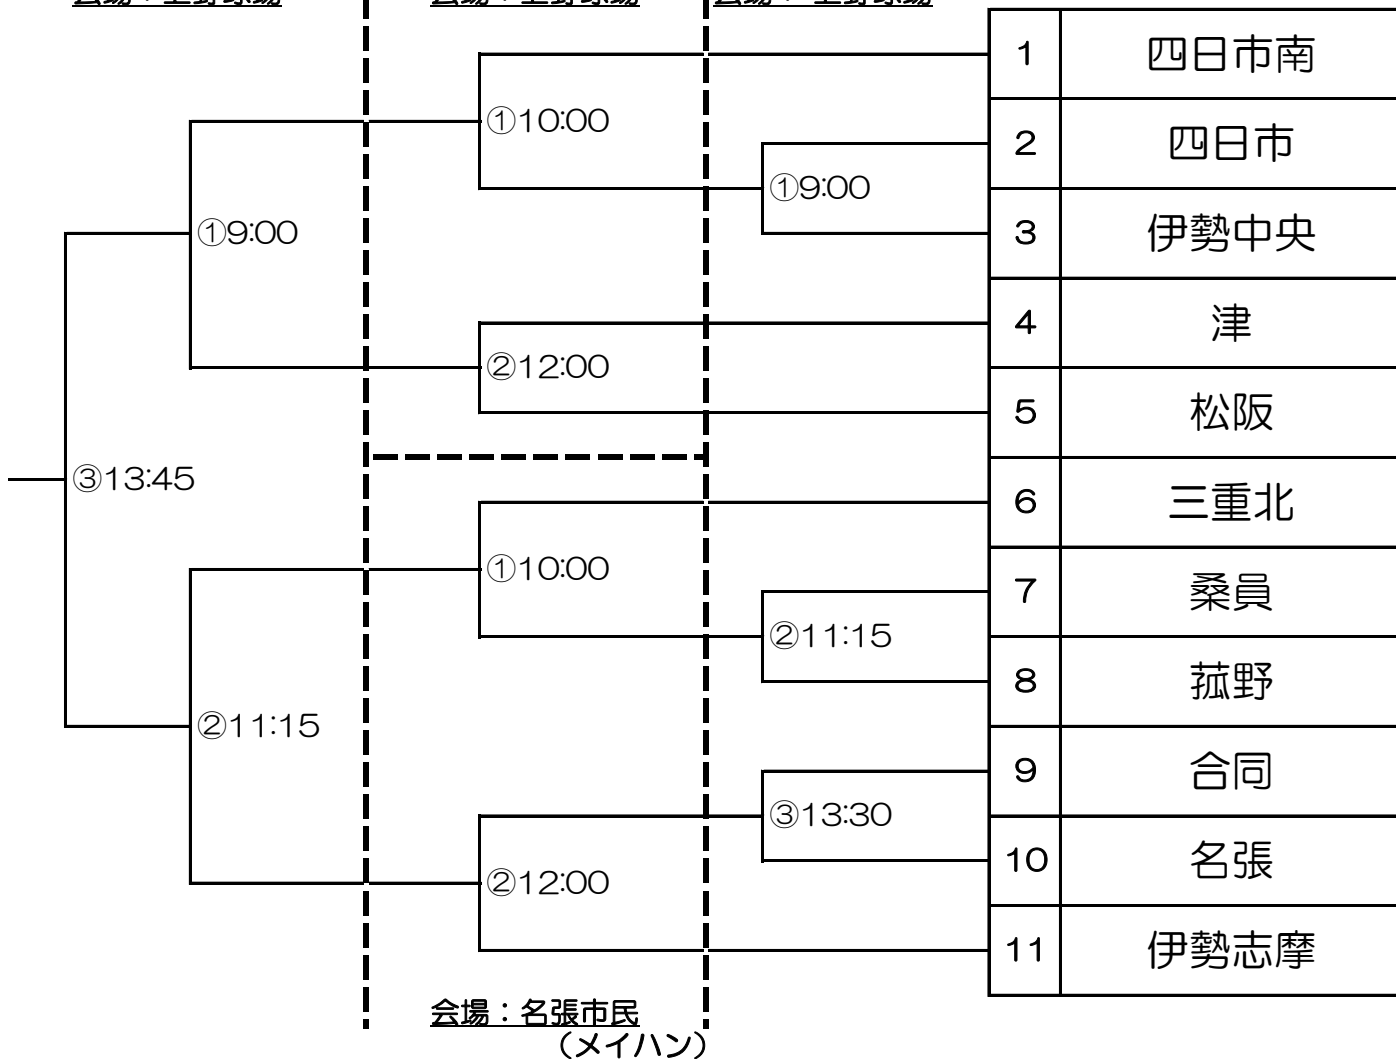 1 四日市南
①10:00
2 四日市
①9:00
3 伊勢中央
①9:00
4 津
②12:00
5 松阪
③13:45
6 三重北
①10:00
7 桑員
②11:15
8 菰野
②11:15
9 合同
③13:30
10 名張
②12:00
11 伊勢志摩
会場：名張市民
（メイハン）